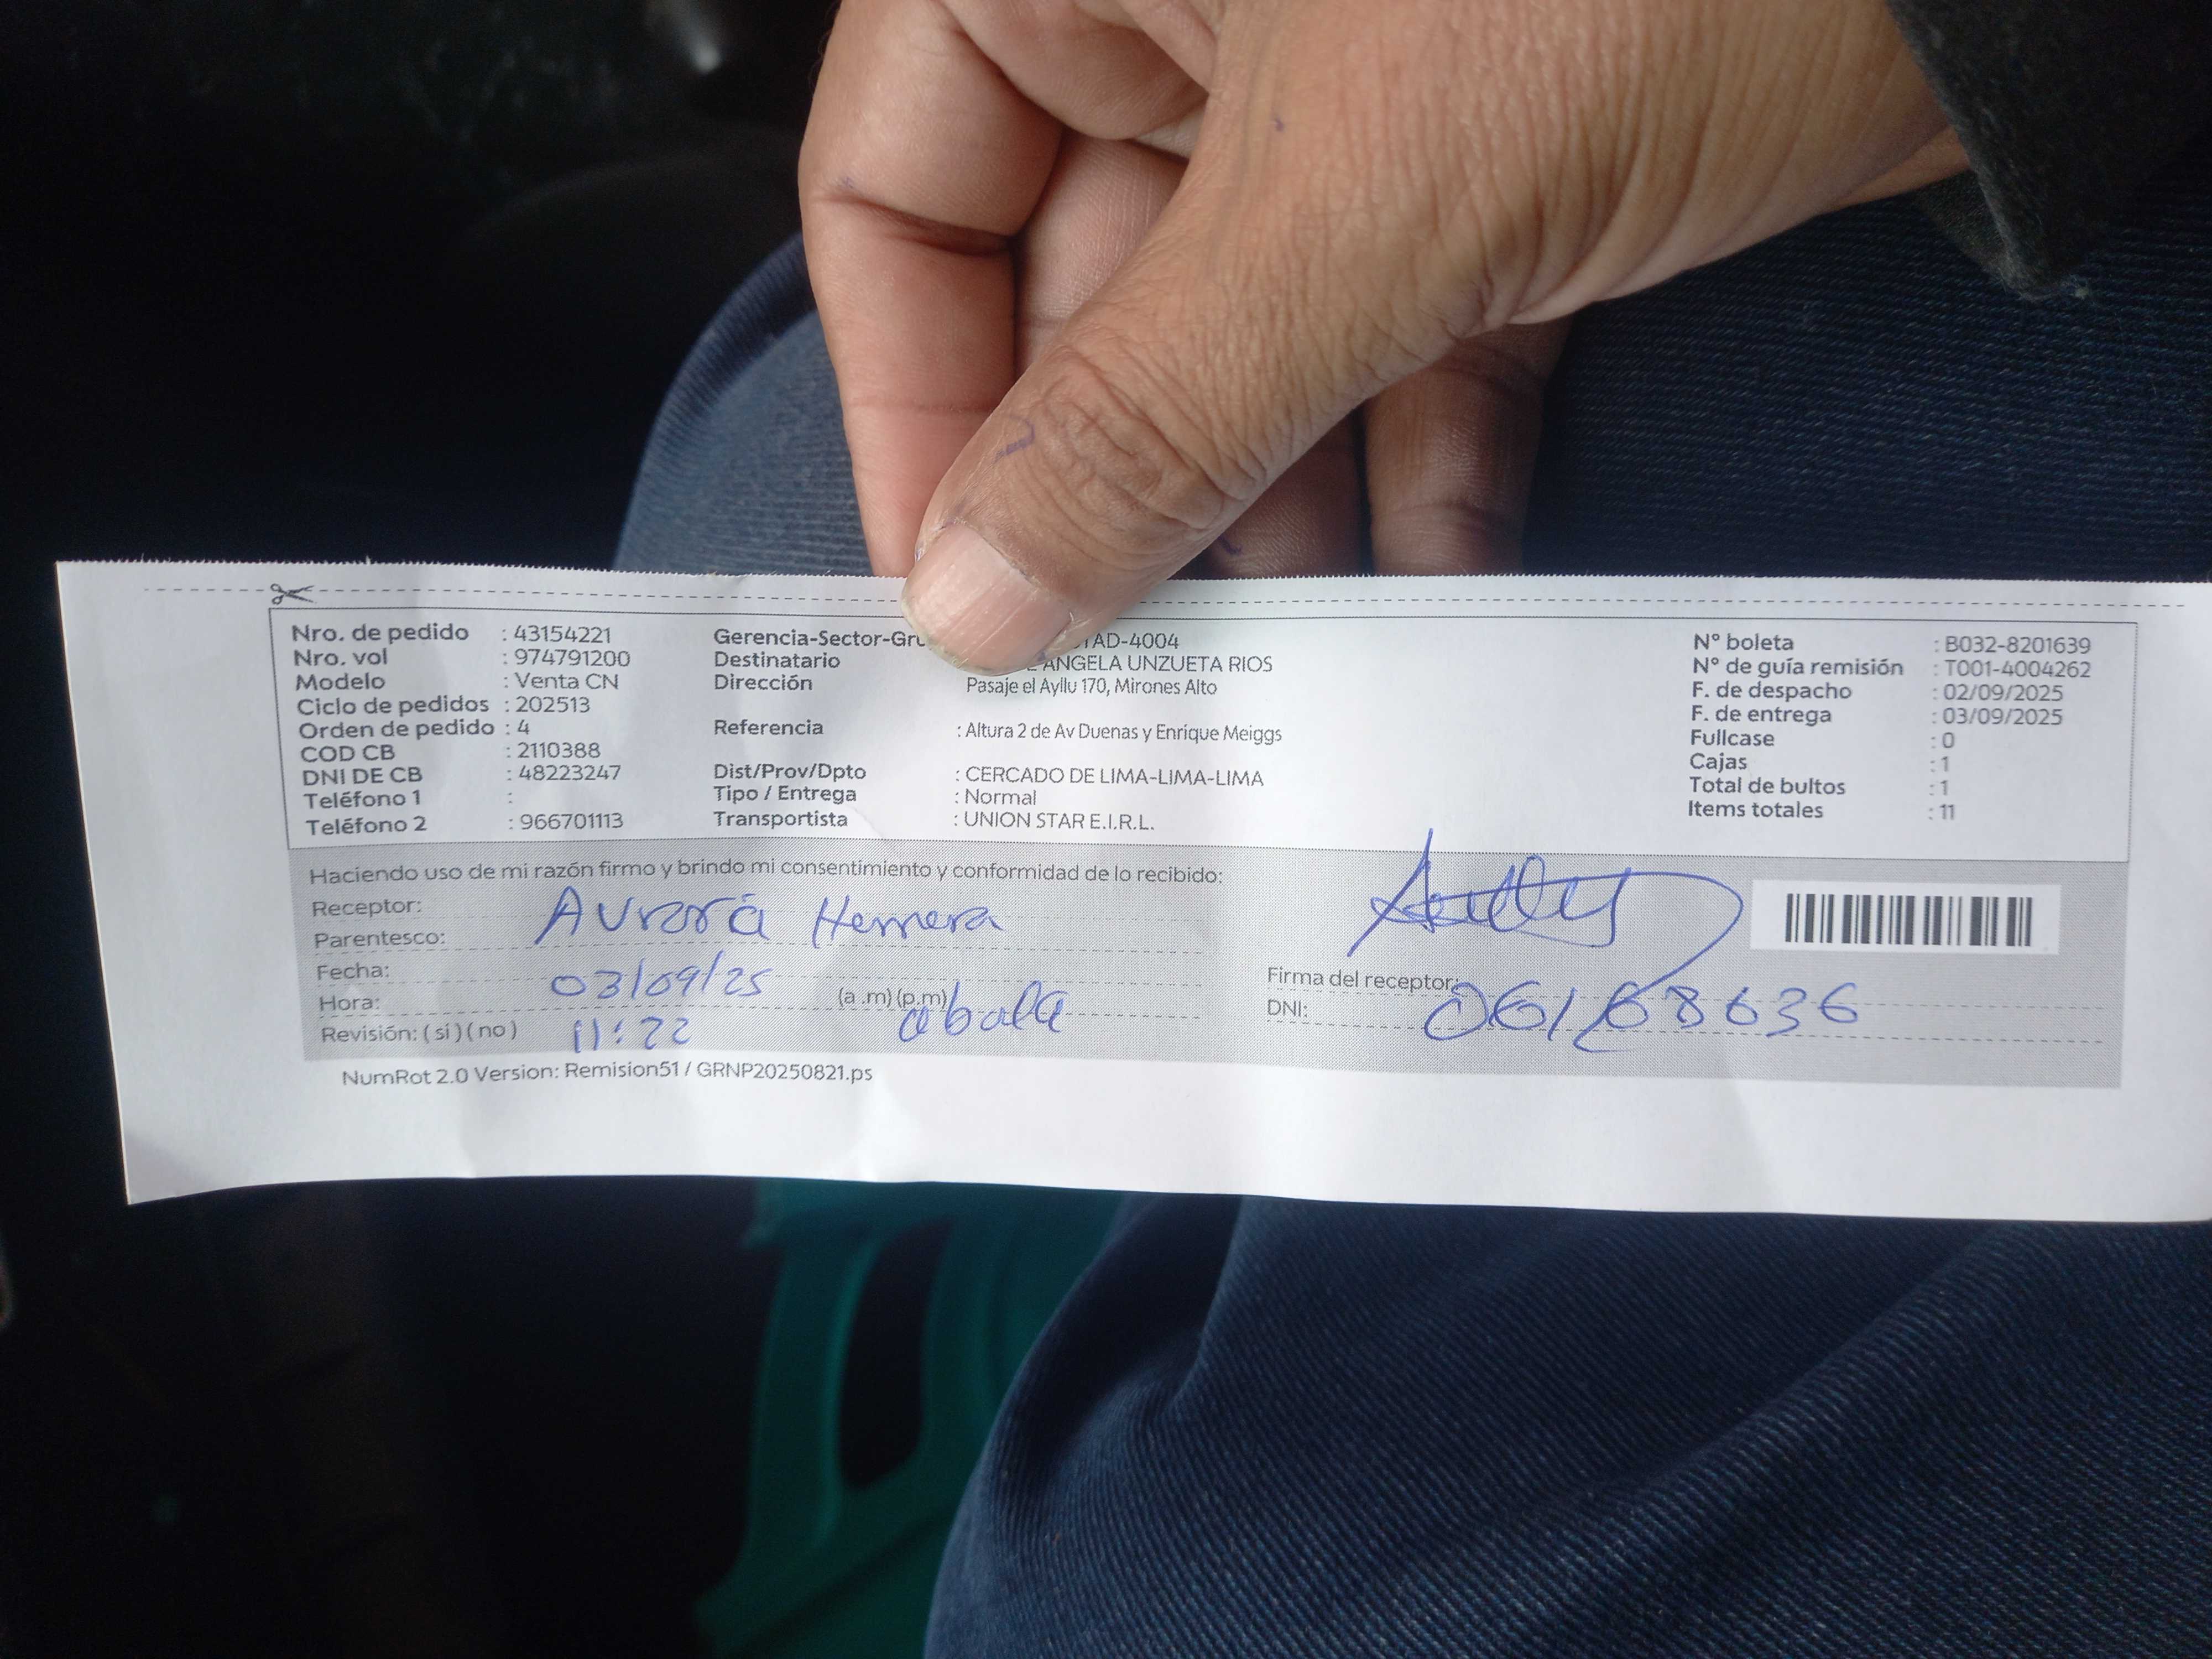 Nro. de pedido : 43154221
Nro. vol : 974791200
Modelo : Venta CN
Ciclo de pedidos : 202513
Orden de pedido : 4
COD CB : 2110388
DNI DE CB : 48223247
Teléfono 1 :
Teléfono 2 : 966701113
Gerencia-Sector-Gru TAD-4004
Destinatario ANGELA UNZUETA RIOS
Dirección Pasaje el Ayllu 170, Mirones Alto
Referencia : Altura 2 de Av Duenas y Enrique Meiggs
Dist/Prov/Dpto : CERCADO DE LIMA-LIMA-LIMA
Tipo / Entrega : Normal
Transportista : UNION STAR E.I.R.L.
N° boleta : B032-8201639
N° de guía remisión : T001-4004262
F. de despacho : 02/09/2025
F. de entrega : 03/09/2025
Fullcase : 0
Cajas : 1
Total de bultos : 1
Items totales : 11
Haciendo uso de mi razón firmo y brindo mi consentimiento y conformidad de lo recibido:
Receptor: Aurora Herrera
Parentesco:
Fecha: 03/09/25
Hora: 11:22 (a .m) (p.m) abuela
Revisión: ( si ) ( no )
Firma del receptor:
DNI:
NumRot 2.0 Version: Remision51 / GRNP20250821.ps